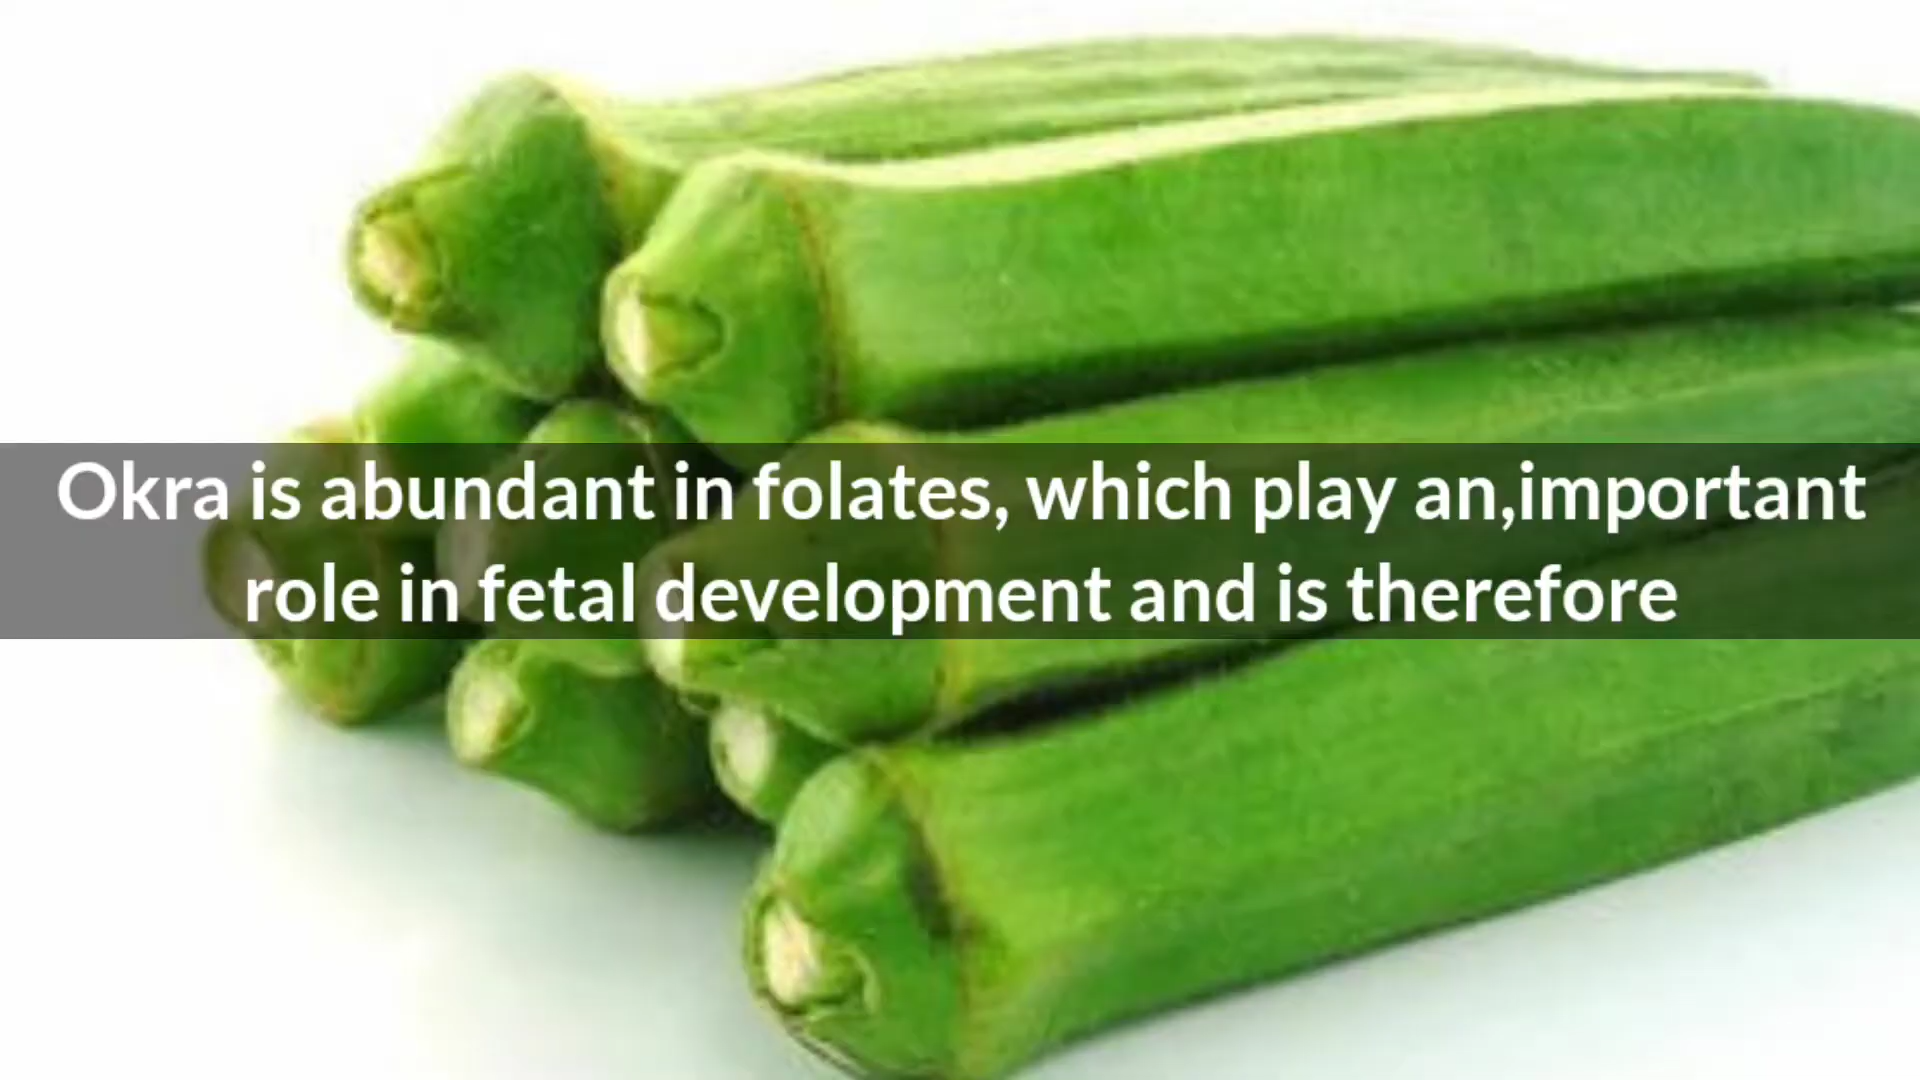 Okra is abundant in folates, which play an,important
role in fetal development and is therefore